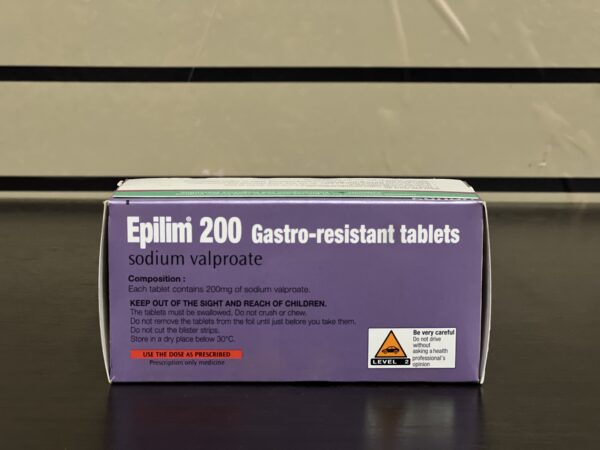 Epilim® 200 Gastro-resistant tablets
sodium valproate
Composition :
Each tablet contains 200mg of sodium valproate.
KEEP OUT OF THE SIGHT AND REACH OF CHILDREN.
The tablets must be swallowed. Do not crush or chew.
Do not remove the tablets from the foil until just before you take them.
Do not cut the blister strips.
Store in a dry place below 30°C.
USE THE DOSE AS PRESCRIBED
Prescription only medicine
LEVEL 2
Be very careful
Do not drive
without
asking a health
professional's
opinion